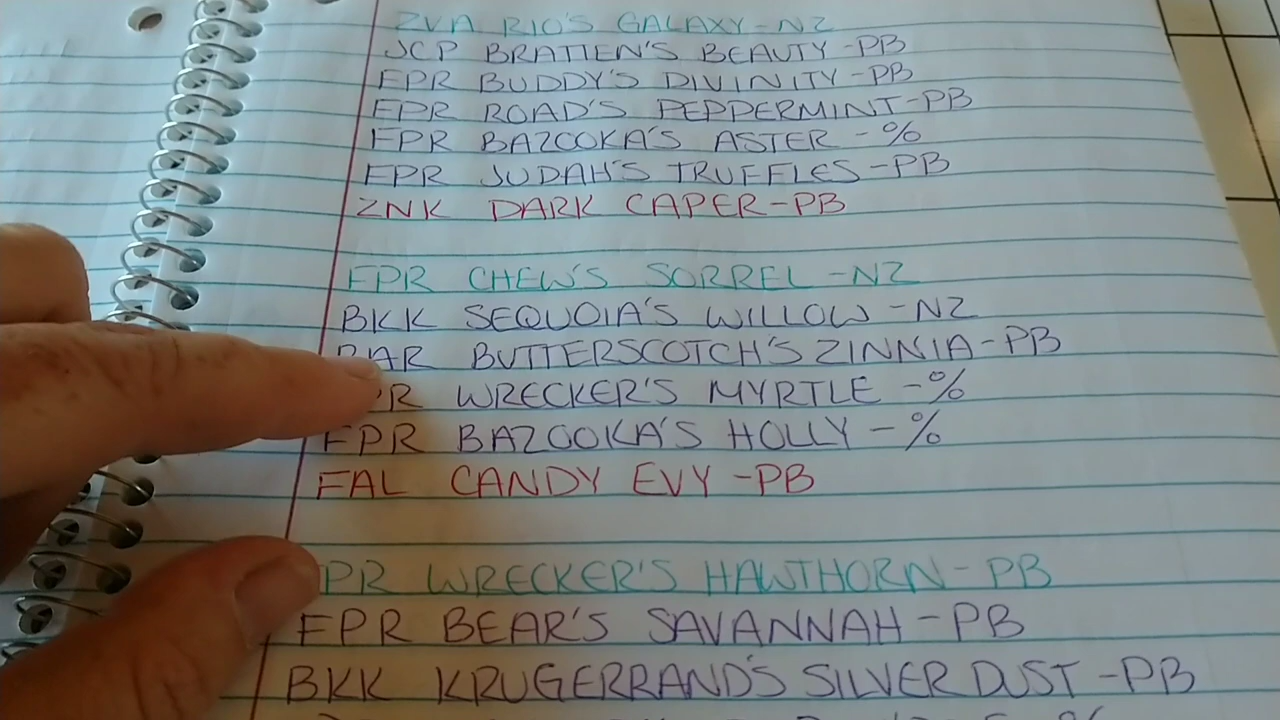 ZVA RIO'S GALAXY-NZ
JCP BRATTEN'S BEAUTY-PB
FPR BUDDY'S DIVINITY-PB
FPR ROAD'S PEPPERMINT-PB
FPR BAZOOKA'S ASTER -%
FPR JUDAH'S TRUFFLES-PB
ZNK DARK CAPER-PB
FPR CHEW'S SORREL-NZ
BKK SEQUOIA'S WILLOW-NZ
BUTTERSCOTCH'S ZINNIA-PB
WRECKER'S MYRTLE -%
FPR BAZOOKA'S HOLLY -%
FAL CANDY EVY-PB
WRECKER'S HAWTHORN-PB
FPR BEAR'S SAVANNAH-PB
BKK KRUGERRAND'S SILVER DUST-PB